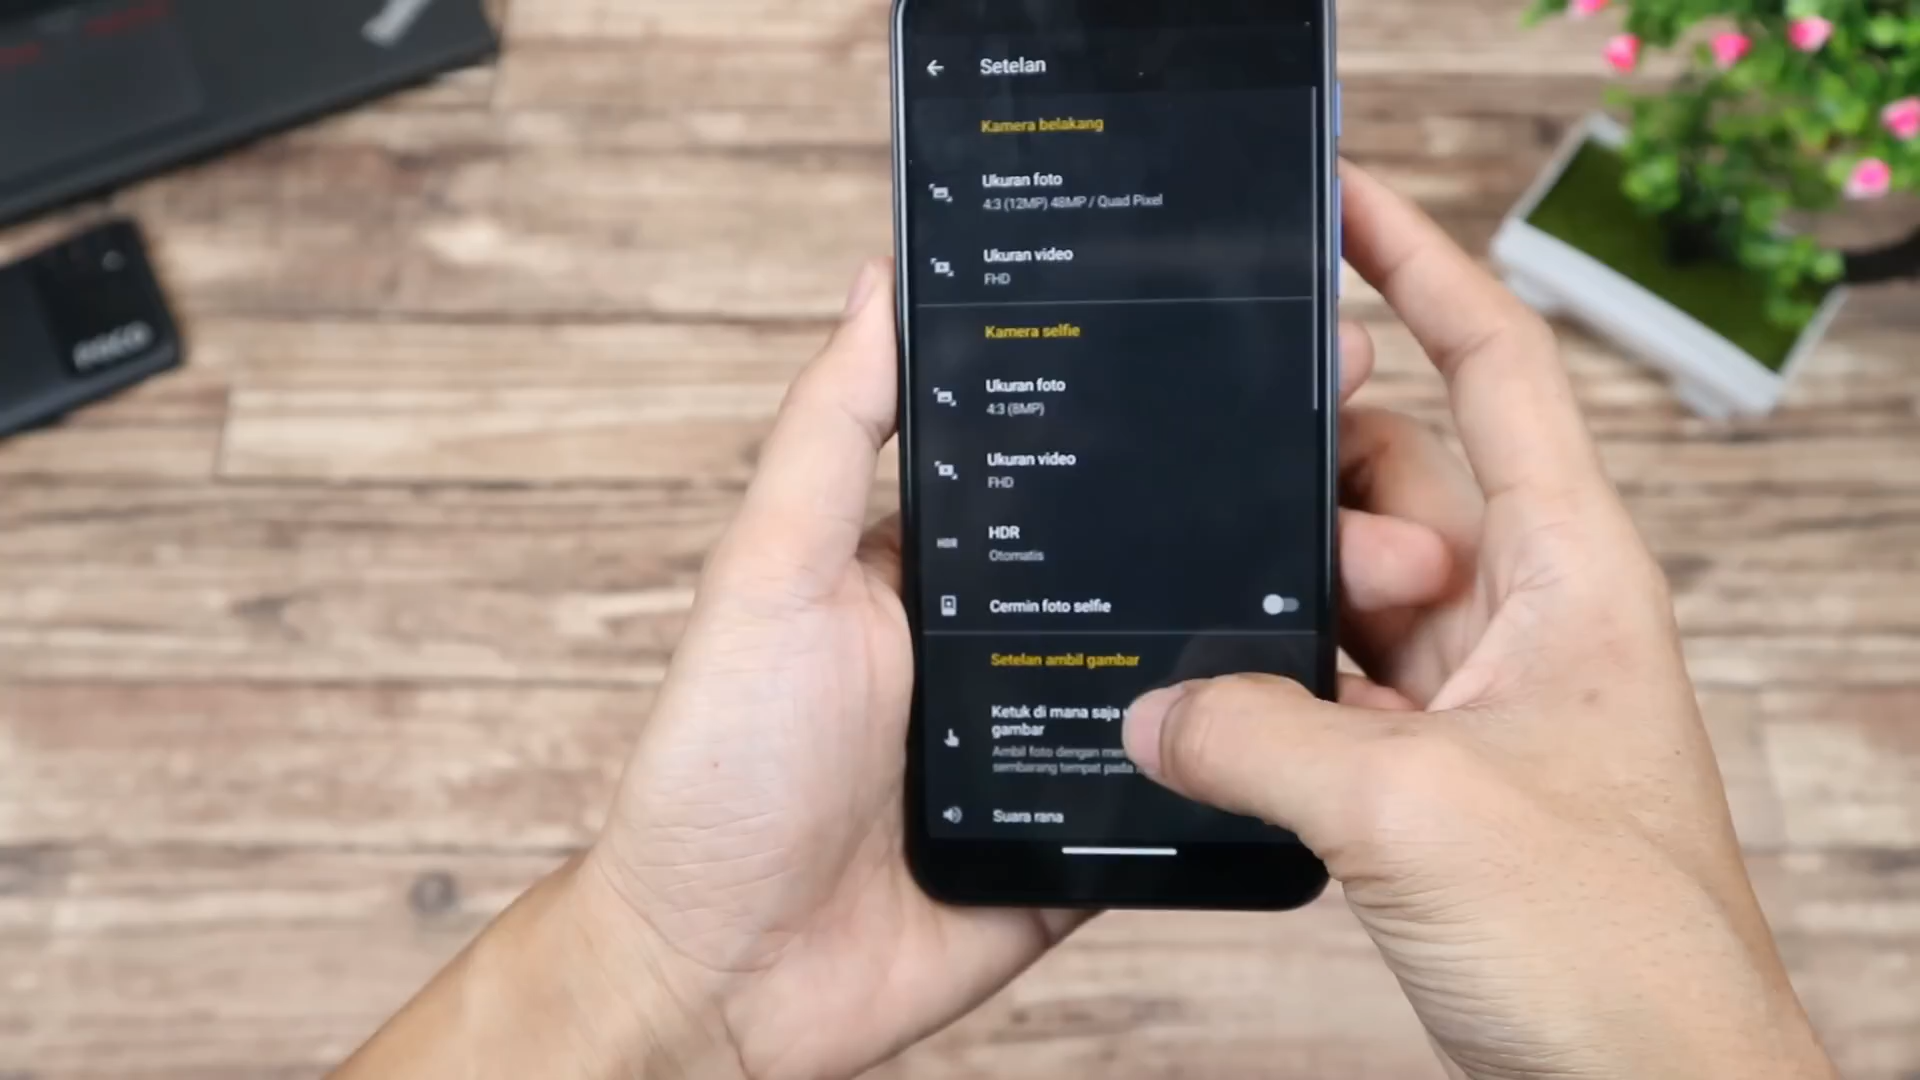 Setelan
Kamera belakang
Ukuran foto
4:3 (12MP) 48MP / Quad Pixel
Ukuran video
FHD
Kamera selfie
Ukuran foto
4:3 (8MP)
Ukuran video
FHD
HDR
HDR
Otomatis
Cermin foto selfie
Setelan ambil gambar
Ketuk di mana saja
gambar
Ambil foto dengan
sembarang tempat pada
Suara rana